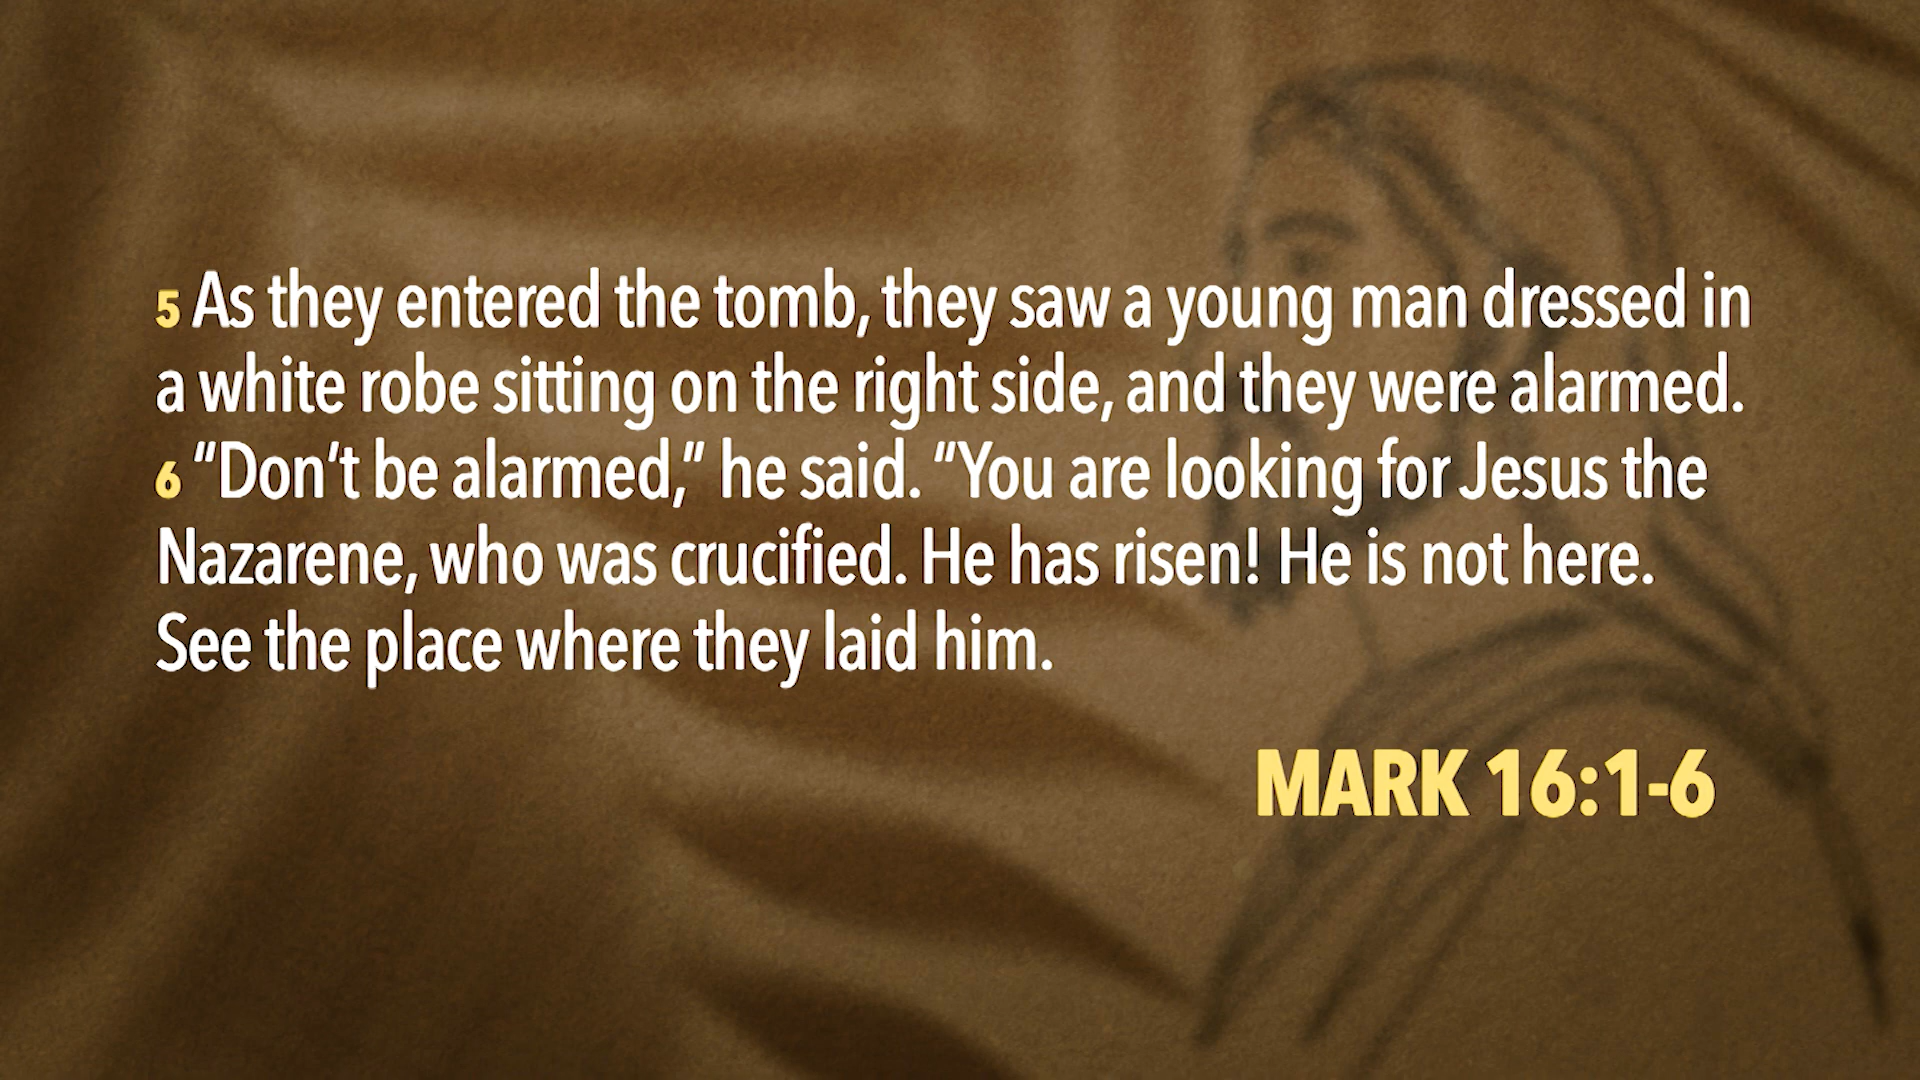 5 As they entered the tomb, they saw a young man dressed in
a white robe sitting on the right side, and they were alarmed.
6 “Don’t be alarmed,” he said. “You are looking for Jesus the
Nazarene, who was crucified. He has risen! He is not here.
See the place where they laid him.
MARK 16:1-6